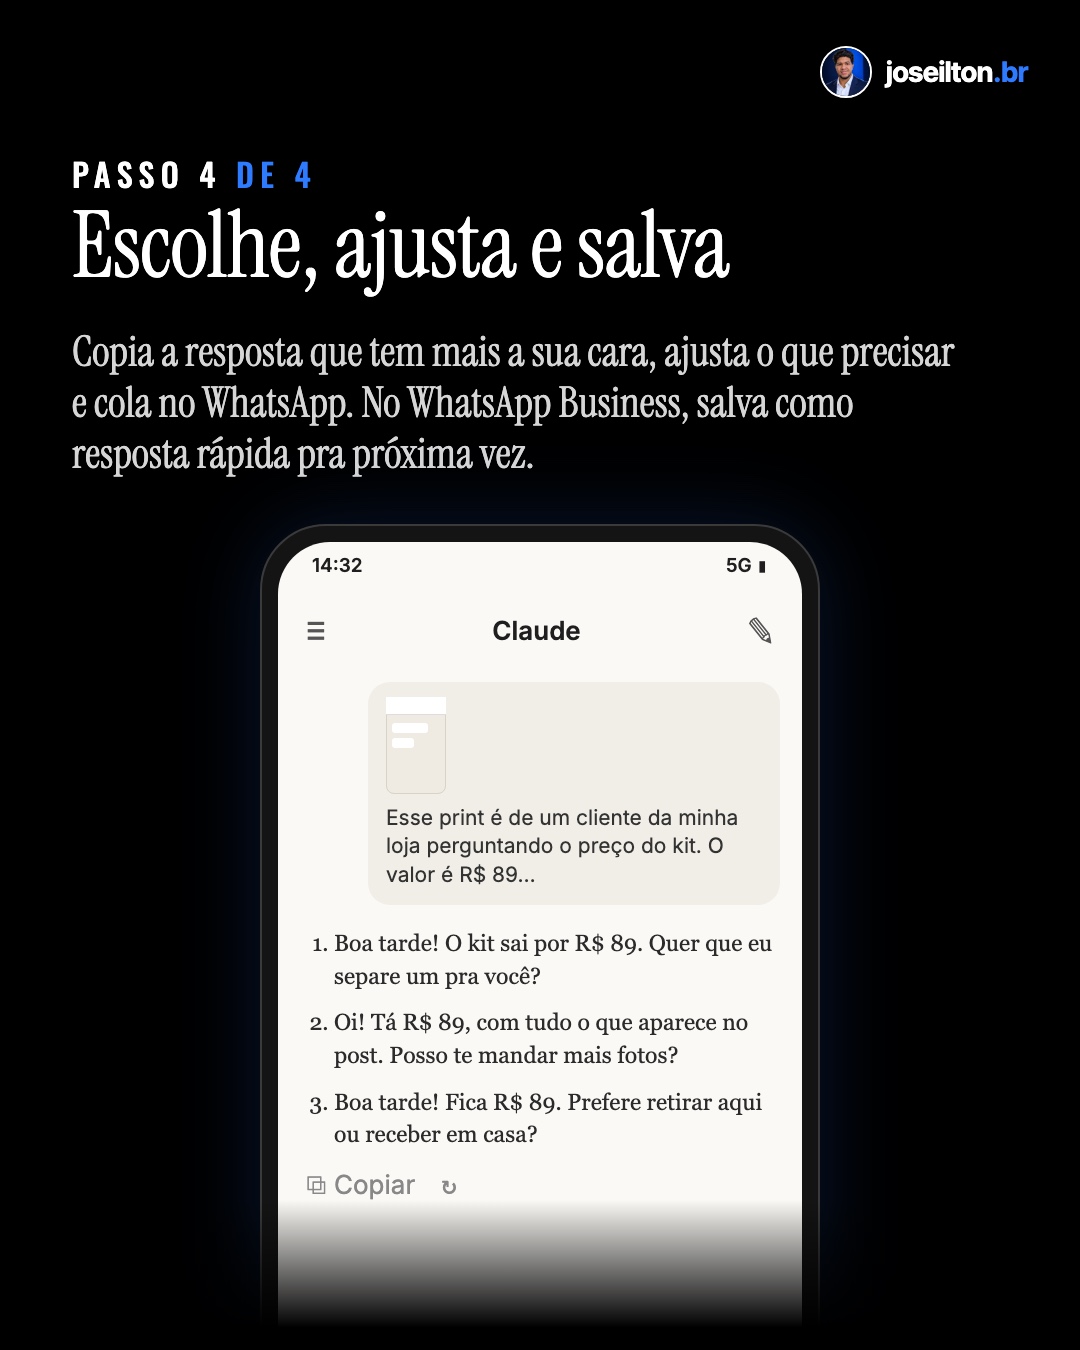 joseilton.br
PASSO 4 DE 4
Escolhe, ajusta e salva
Copia a resposta que tem mais a sua cara, ajusta o que precisar
e cola no WhatsApp. No WhatsApp Business, salva como
resposta rápida pra próxima vez.
14:32 5G
Claude
Esse print é de um cliente da minha
loja perguntando o preço do kit. O
valor é R$ 89...
1. Boa tarde! O kit sai por R$ 89. Quer que eu
separe um pra você?
2. Oi! Tá R$ 89, com tudo o que aparece no
post. Posso te mandar mais fotos?
3. Boa tarde! Fica R$ 89. Prefere retirar aqui
ou receber em casa?
Copiar